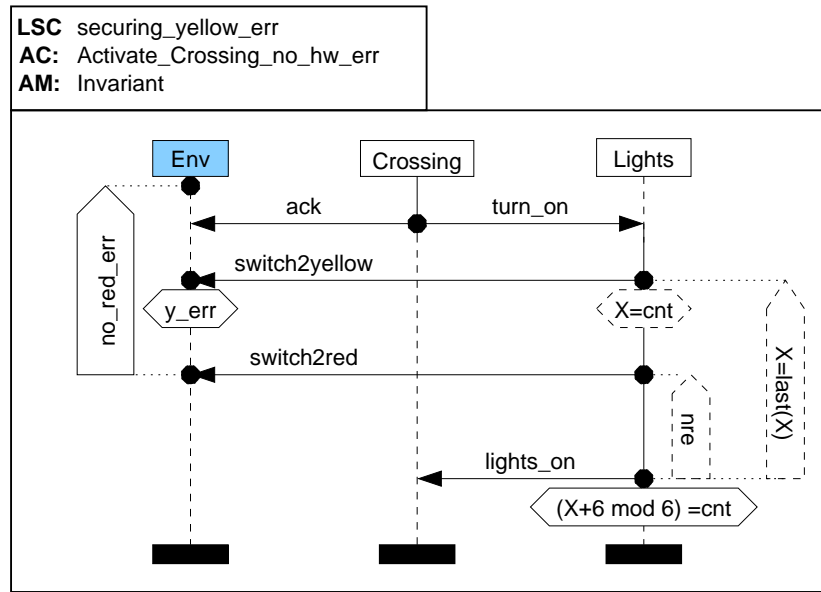 LSC securing_yellow_err
AC: Activate_Crossing_no_hw_err
AM: Invariant
Env Crossing Lights
ack turn_on
no_red_err
switch2yellow
y_err X=cnt
X=last(X)
switch2red
nre
lights_on
(X+6 mod 6) =cnt